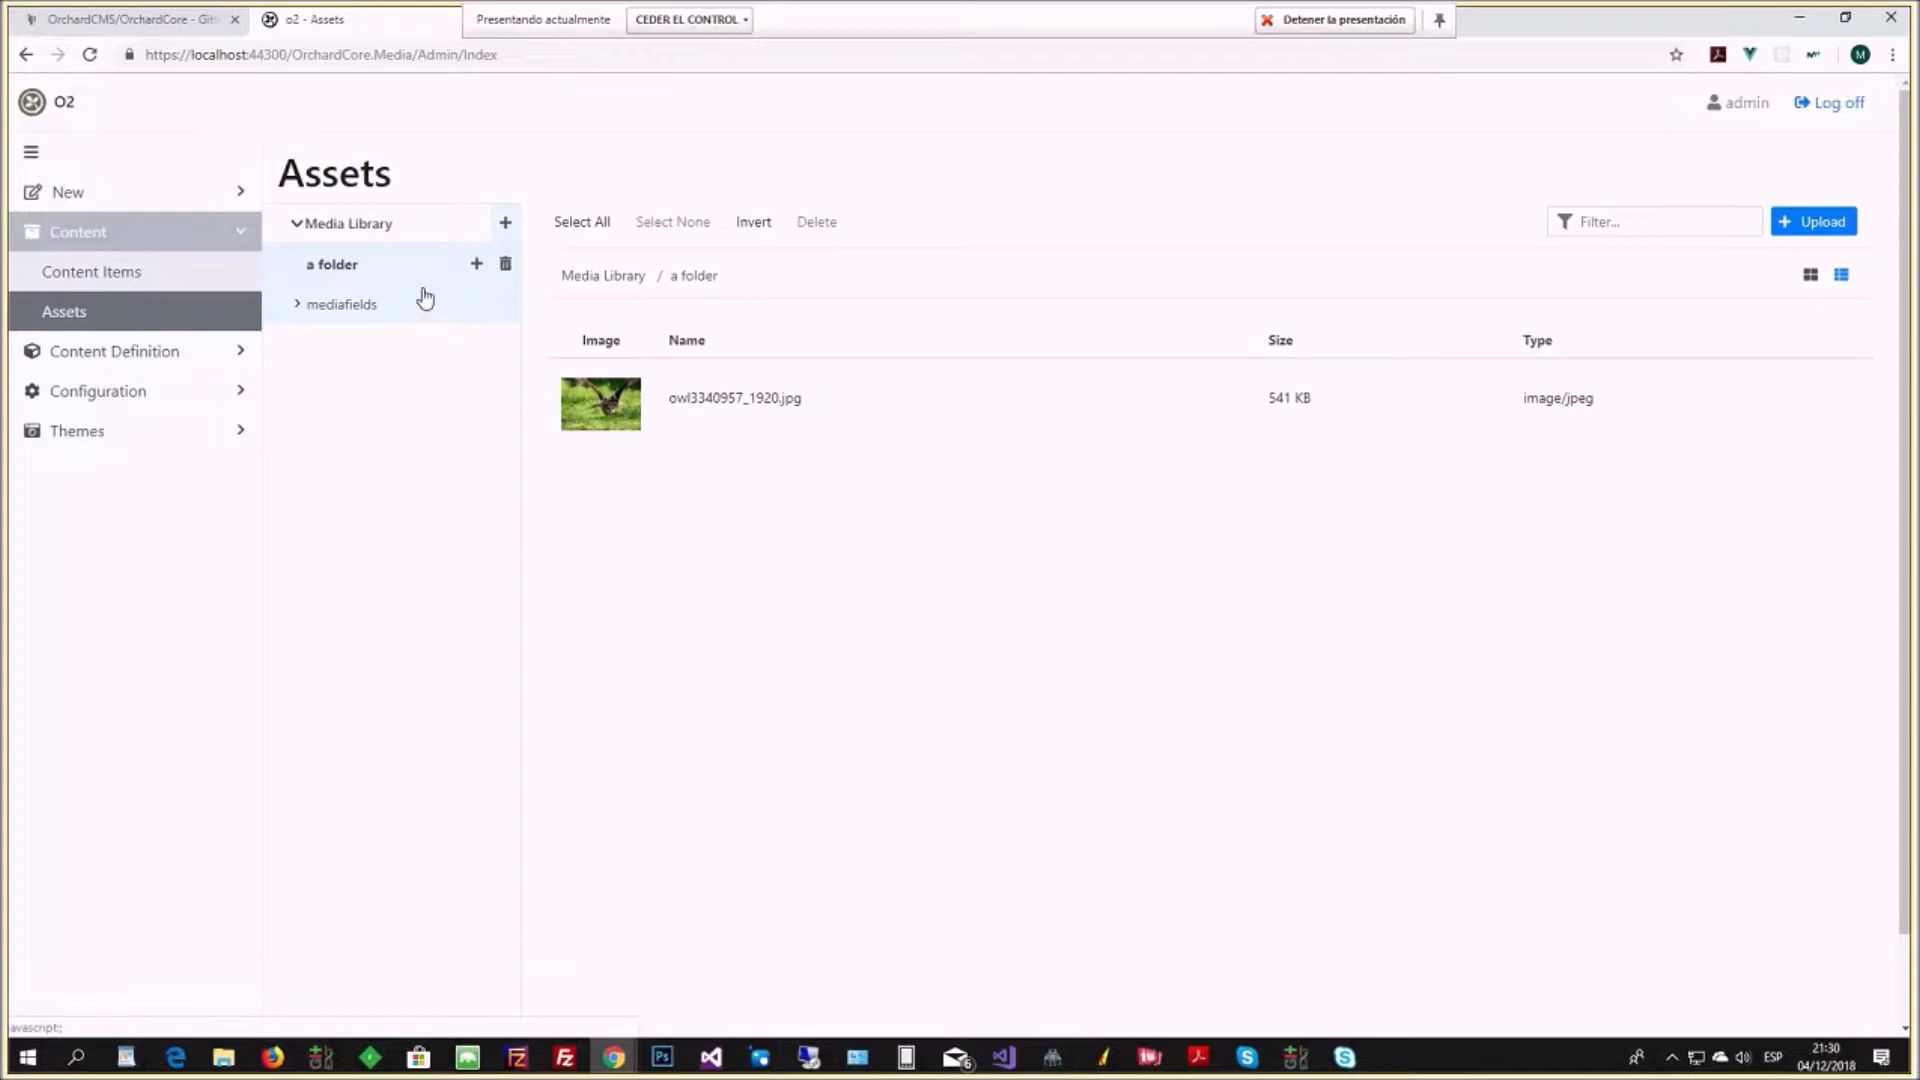 OrchardCMS/OrchardCore - Gith
o2 - Assets
Presentando actualmente
CEDER EL CONTROL
Detener la presentación
https://localhost:44300/OrchardCore.Media/Admin/Index
O2
admin
Log off
New
Content
Content Items
Assets
Content Definition
Configuration
Themes
Assets
Media Library
a folder
mediafields
Select All
Select None
Invert
Delete
Filter...
Upload
Media Library / a folder
Image
Name
Size
Type
owl3340957_1920.jpg
541 KB
image/jpeg
avascript:;
ESP
21:30
04/12/2018